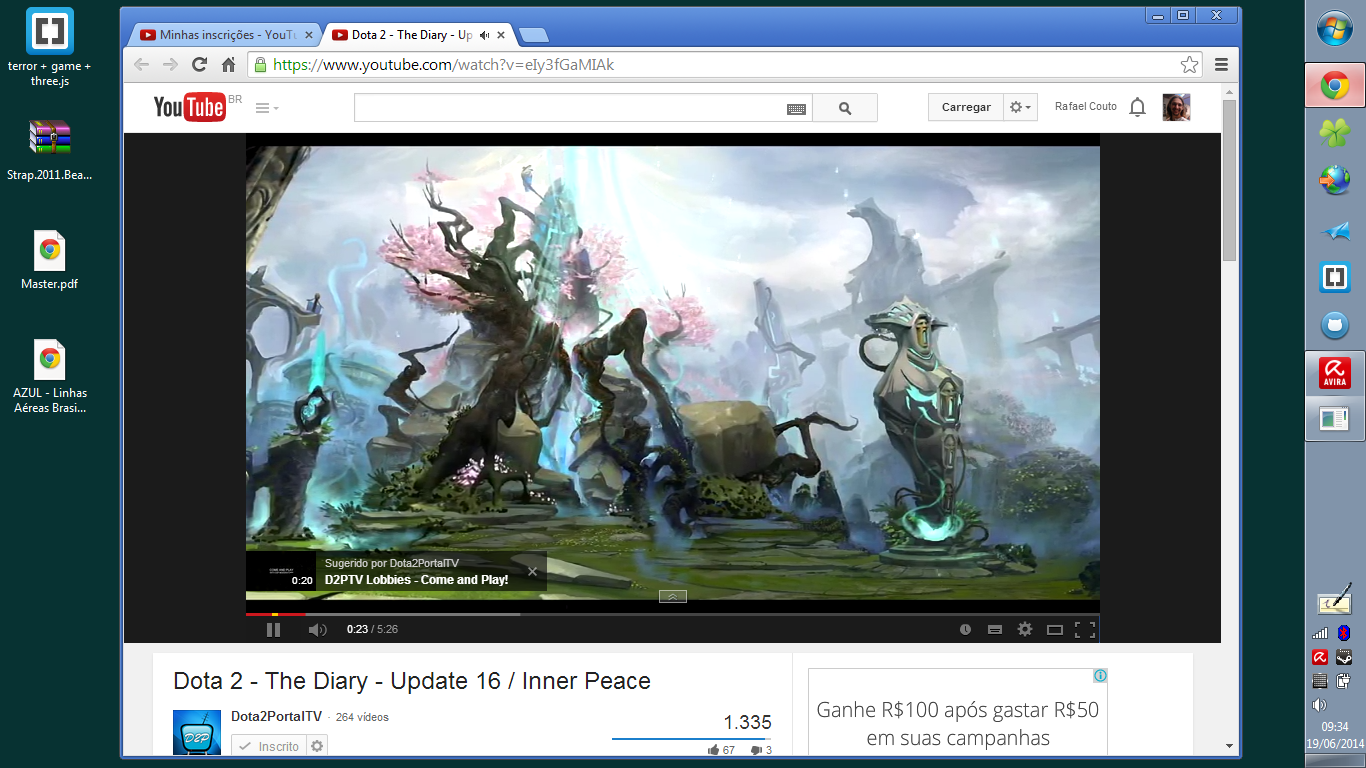 terror + game +
three.js
Strap.2011.Bea...
Master.pdf
AZUL - Linhas
Aéreas Brasi...
Minhas inscrições - YouTu
Dota 2 - The Diary - Up
https://www.youtube.com/watch?v=eIy3fGaMIAk
YouTube BR
Carregar
Rafael Couto
COME AND PLAY
0:20
Sugerido por Dota2PortalTV
D2PTV Lobbies - Come and Play!
0:23 / 5:26
Dota 2 - The Diary - Update 16 / Inner Peace
D2P
Dota2PortalTV - 264 vídeos
Inscrito
1.335
67
3
Ganhe R$100 após gastar R$50
em suas campanhas
AVIRA
09:34
19/06/2014